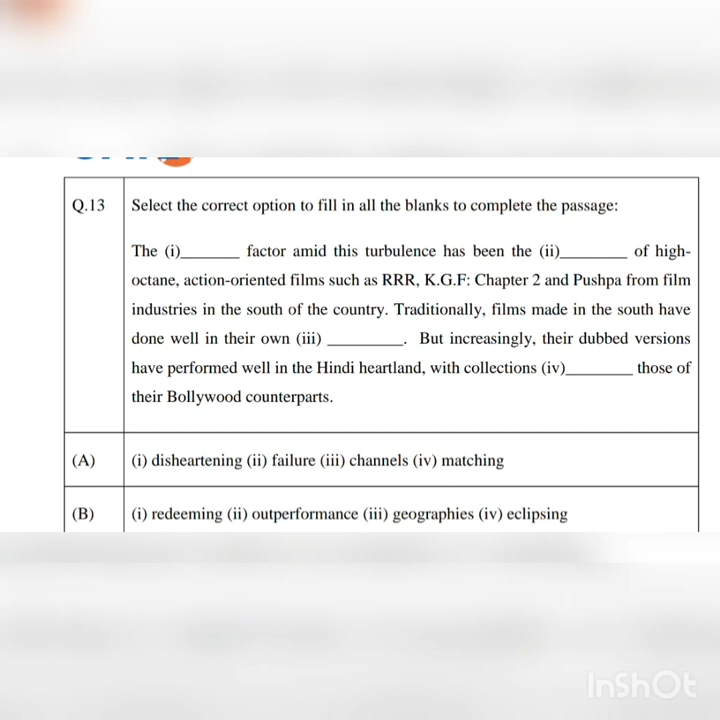 Q.13 Select the correct option to fill in all the blanks to complete the passage:
The (i)_______ factor amid this turbulence has been the (ii)________ of high-
octane, action-oriented films such as RRR, K.G.F: Chapter 2 and Pushpa from film
industries in the south of the country. Traditionally, films made in the south have
done well in their own (iii) _________. But increasingly, their dubbed versions
have performed well in the Hindi heartland, with collections (iv)________ those of
their Bollywood counterparts.
(A) (i) disheartening (ii) failure (iii) channels (iv) matching
(B) (i) redeeming (ii) outperformance (iii) geographies (iv) eclipsing
InShOt